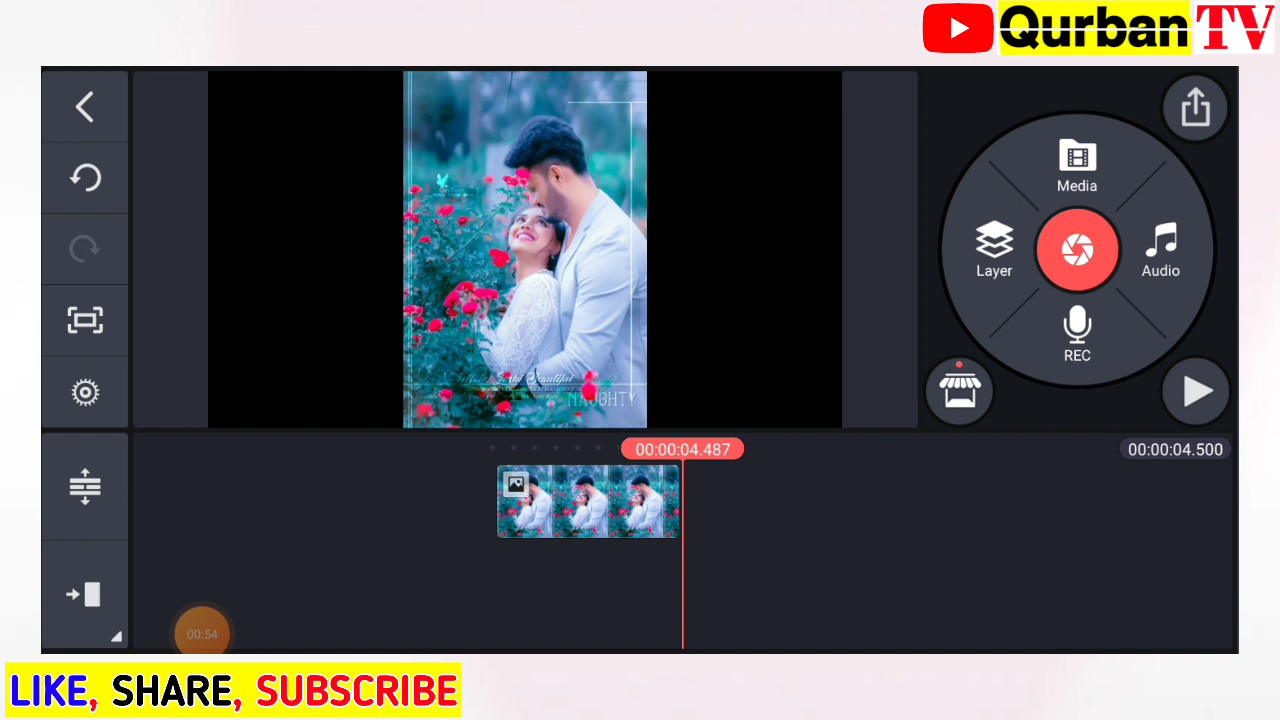 Qurban TV
Media
Layer
Audio
REC
NAUGHTY
00:00:04.487
00:00:04.500
00:54
LIKE, SHARE, SUBSCRIBE